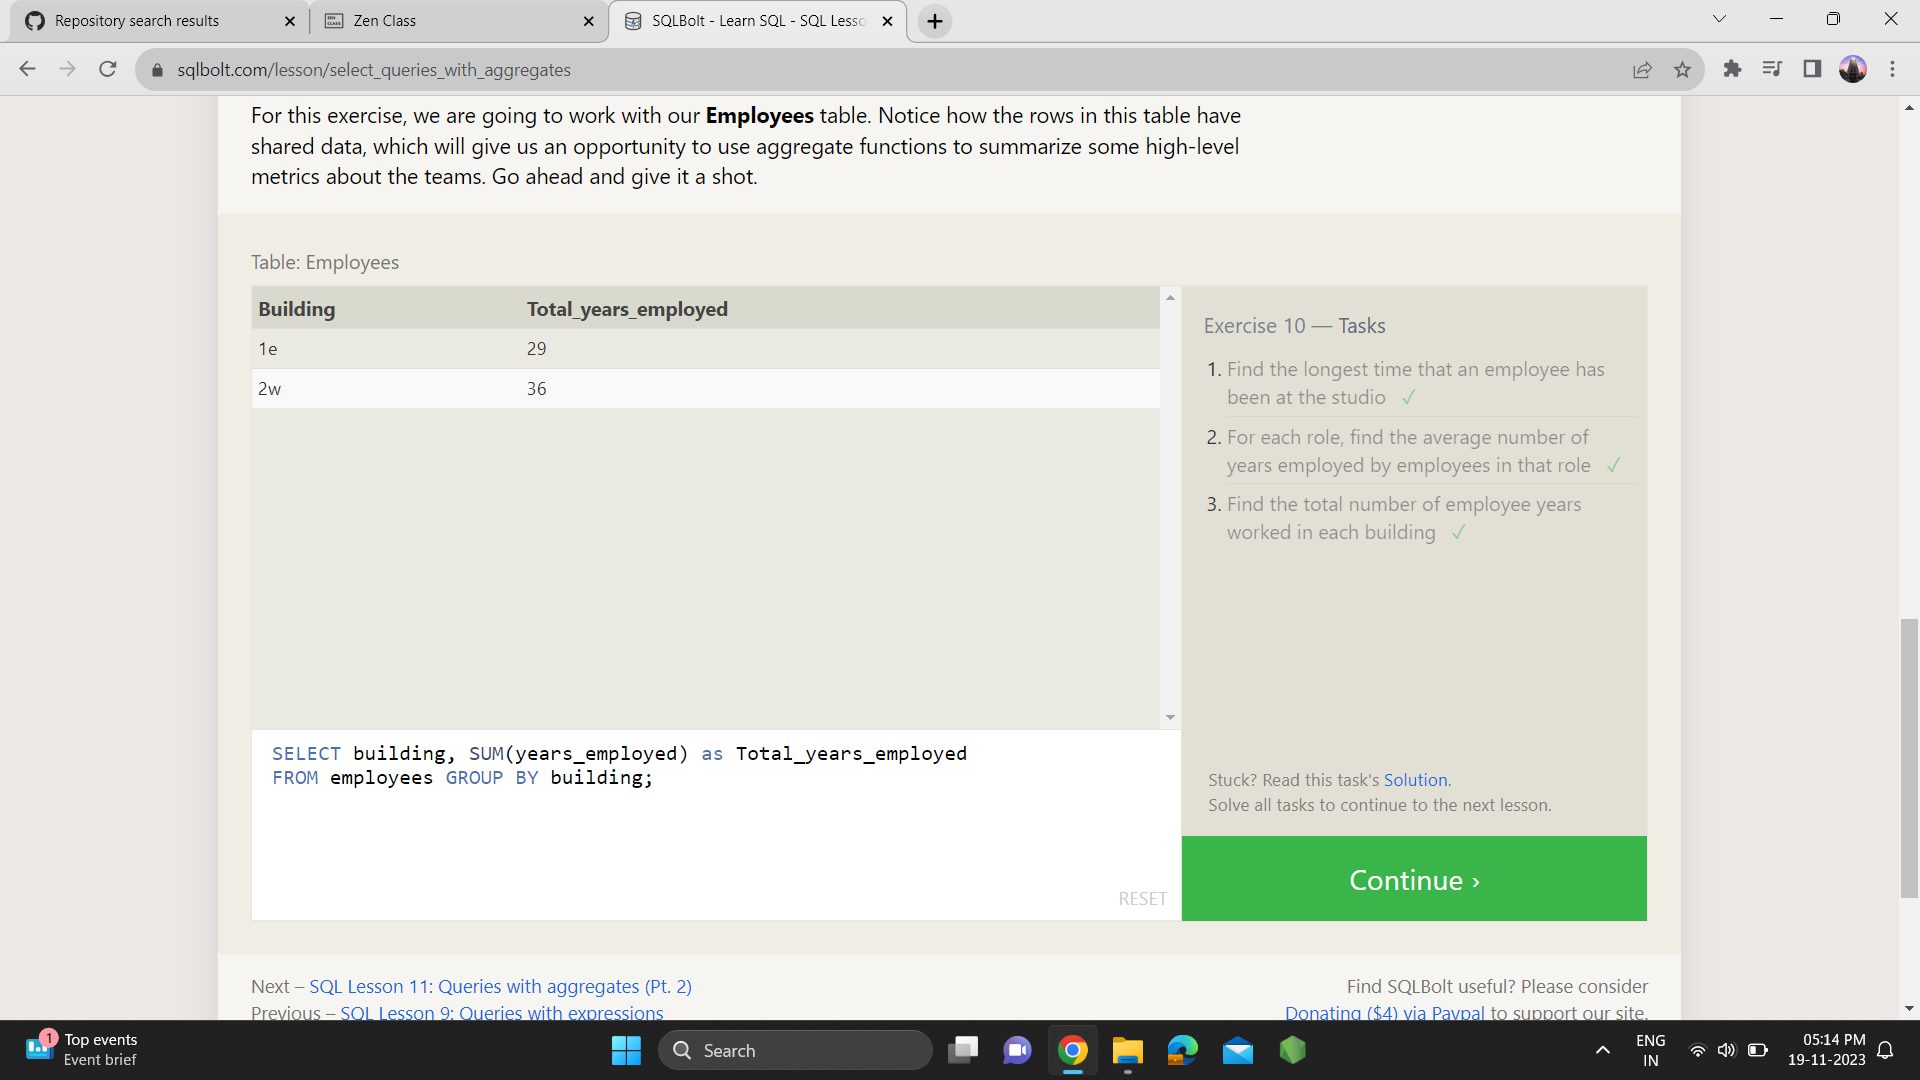 Repository search results
Zen Class
SQLBolt - Learn SQL - SQL Lesso
sqlbolt.com/lesson/select_queries_with_aggregates
For this exercise, we are going to work with our Employees table. Notice how the rows in this table have
shared data, which will give us an opportunity to use aggregate functions to summarize some high-level
metrics about the teams. Go ahead and give it a shot.
Table: Employees
Building Total_years_employed
1e 29
2w 36
SELECT building, SUM(years_employed) as Total_years_employed
FROM employees GROUP BY building;
RESET
Exercise 10 — Tasks
1. Find the longest time that an employee has
been at the studio ✓
2. For each role, find the average number of
years employed by employees in that role ✓
3. Find the total number of employee years
worked in each building ✓
Stuck? Read this task's Solution.
Solve all tasks to continue to the next lesson.
Continue ›
Next – SQL Lesson 11: Queries with aggregates (Pt. 2)
Previous – SQL Lesson 9: Queries with expressions
Find SQLBolt useful? Please consider
Donating ($4) via Paypal to support our site.
1
Top events
Event brief
Search
ENG
IN
05:14 PM
19-11-2023